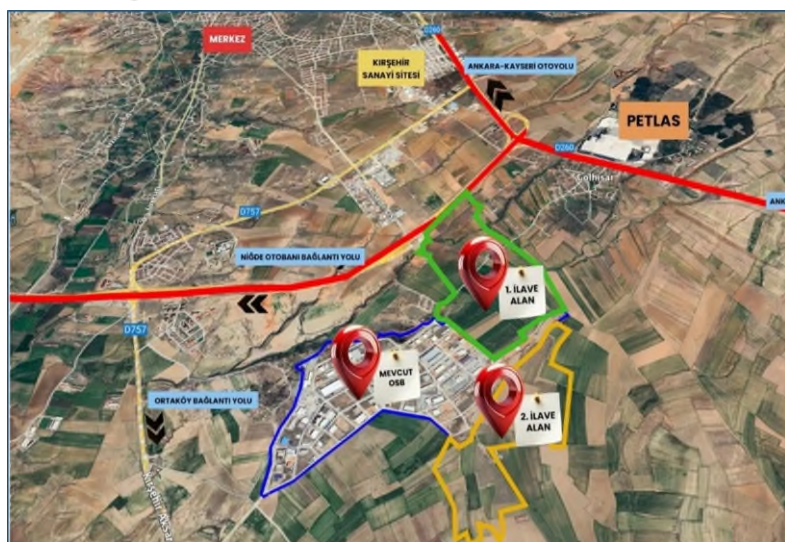 D260
MERKEZ
KIRŞEHİR
SANAYİ SİTESİ
ANKARA-KAYSERİ OTOYOLU
PETLAS
D260
Gölhisar
ANK
D757
NİĞDE OTOBANI BAĞLANTI YOLU
1. İLAVE
ALAN
D757
MEVCUT
OSB
ORTAKÖY BAĞLANTI YOLU
2. İLAVE
ALAN